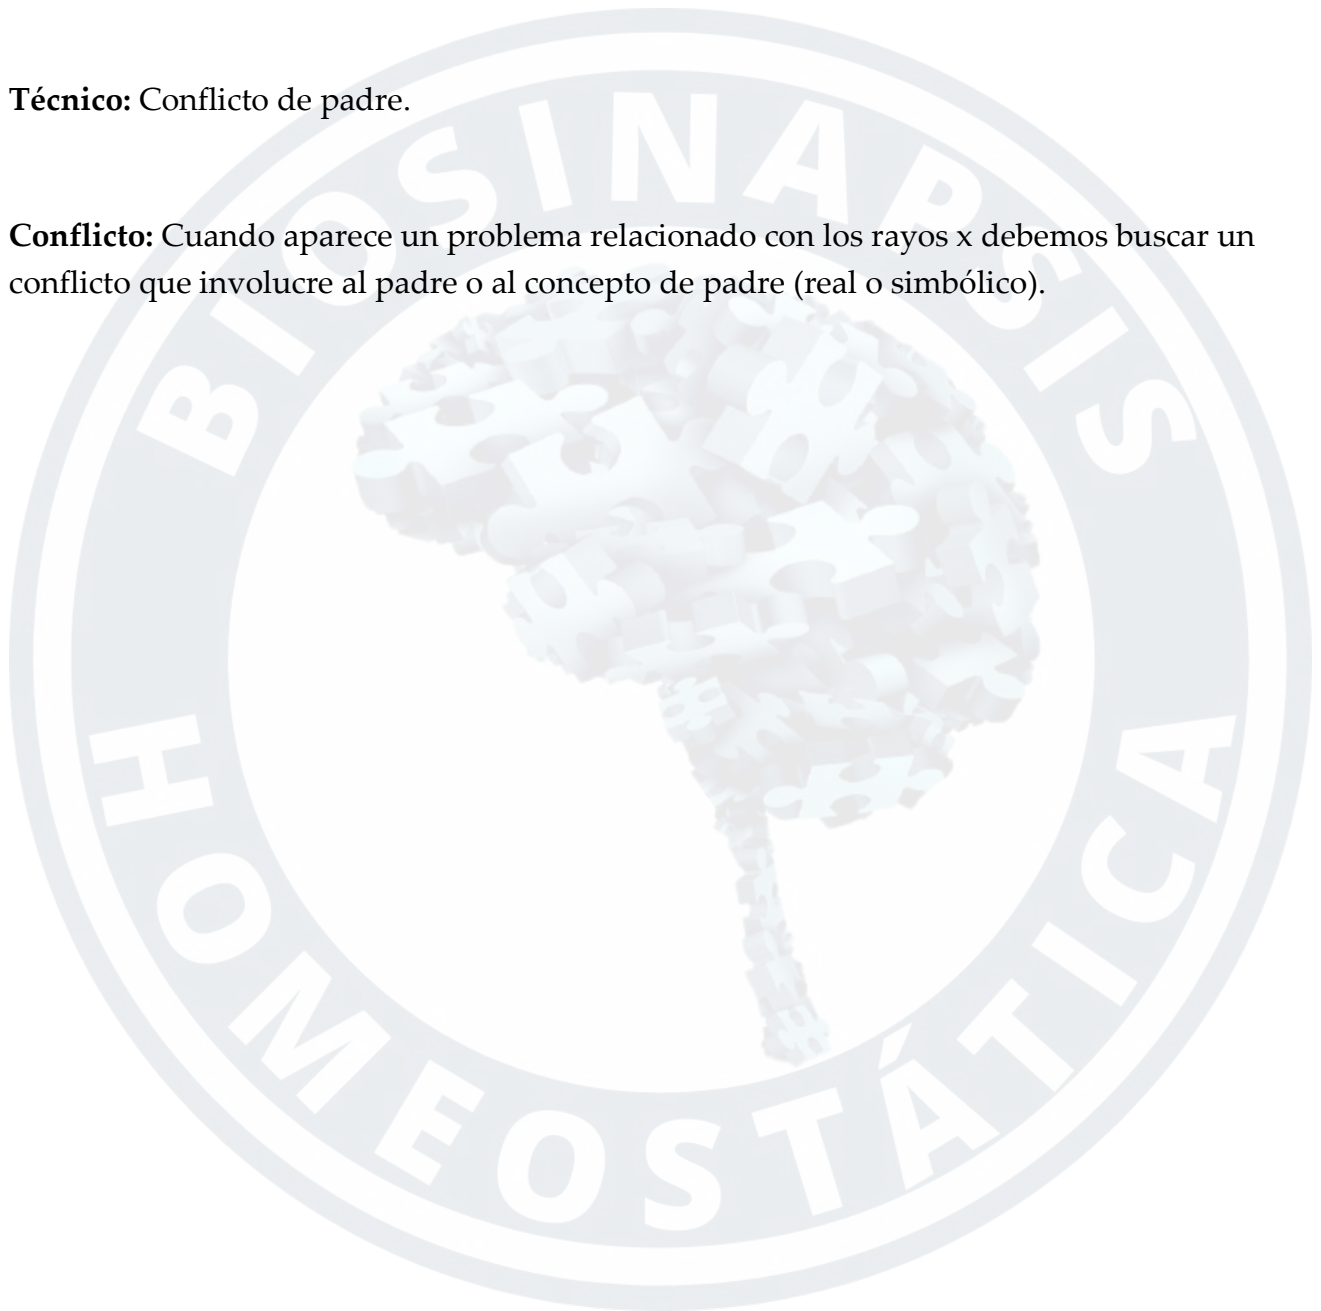 Técnico: Conflicto de padre.
Conflicto: Cuando aparece un problema relacionado con los rayos x debemos buscar un
conflicto que involucre al padre o al concepto de padre (real o simbólico).
BIOSINAPSIS
HOMEOSTÁTICA